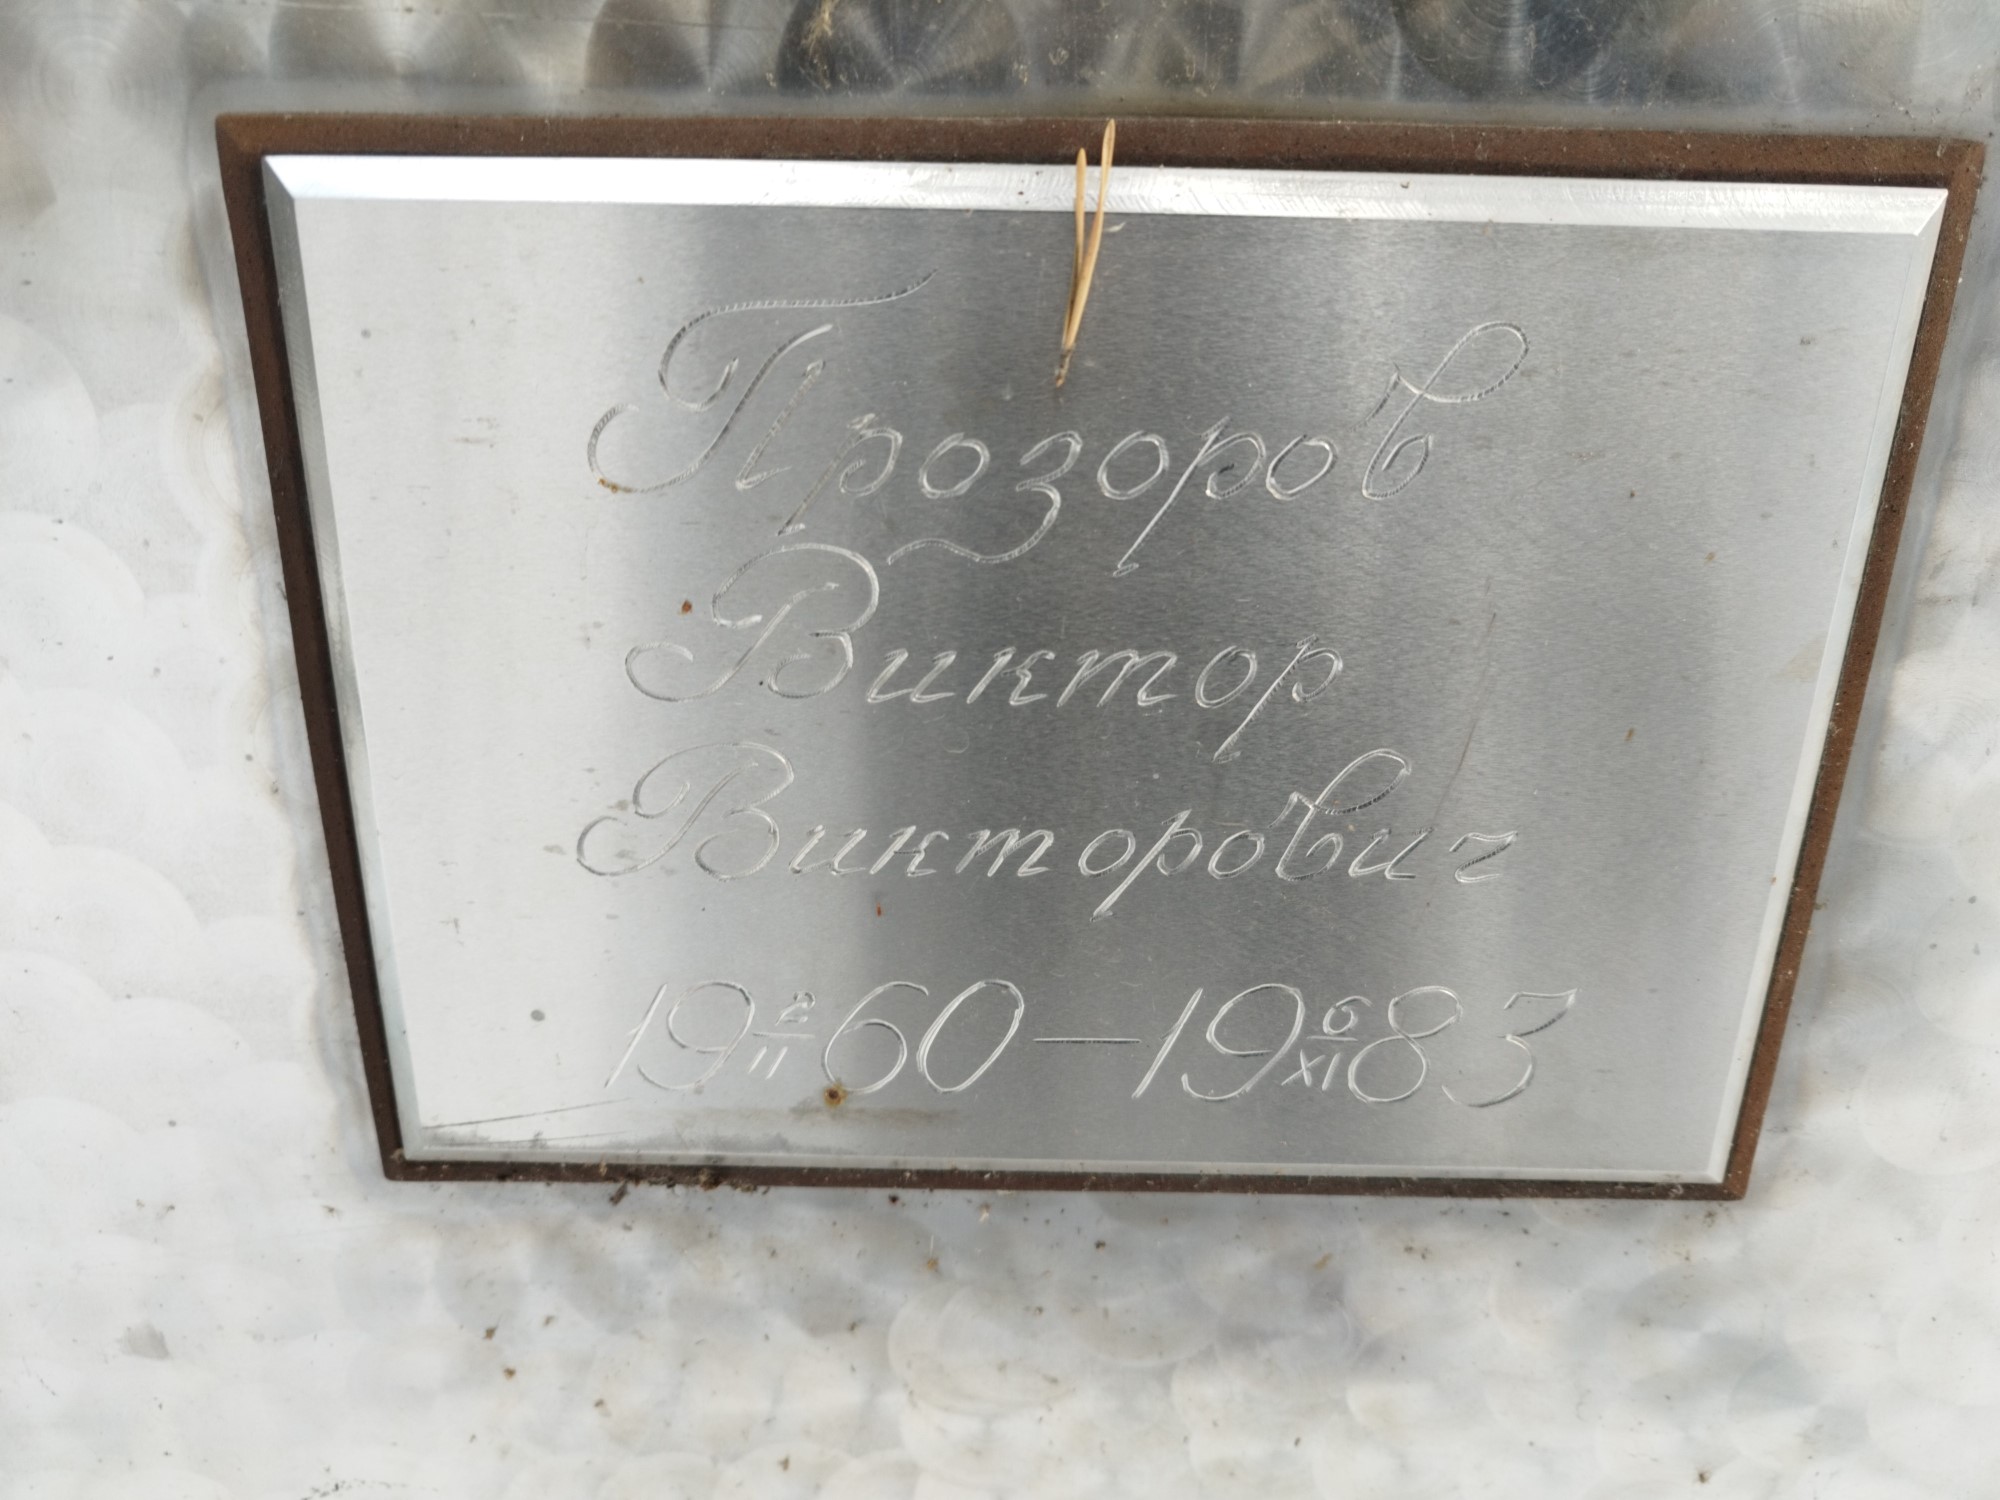 Прозоров
Виктор
Викторович
19 2/II 60 — 19 6/XI 83